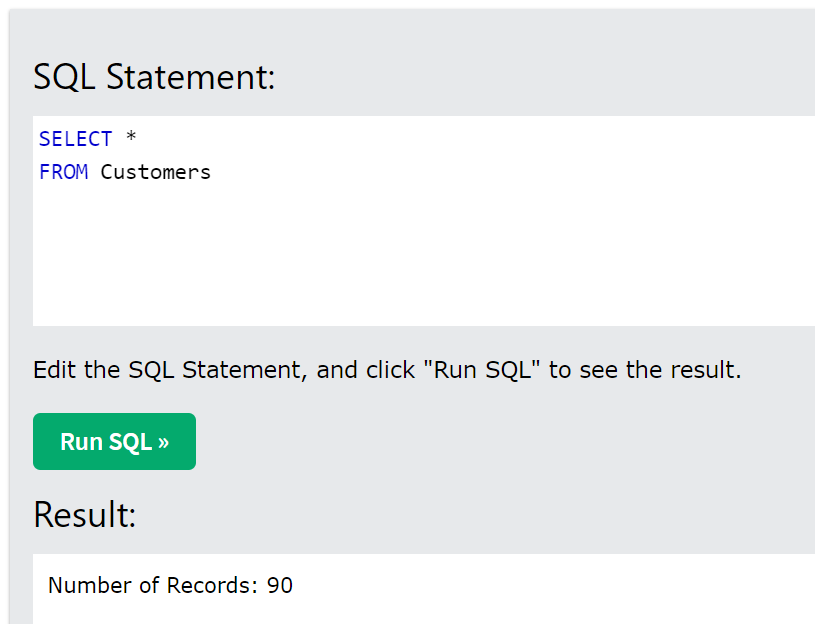 SQL Statement:
SELECT *
FROM Customers
Edit the SQL Statement, and click "Run SQL" to see the result.
Run SQL »
Result:
Number of Records: 90